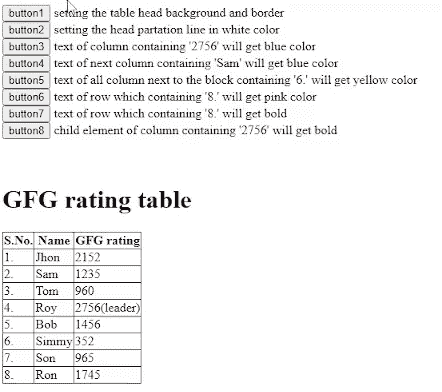 button1 setting the table head background and border
button2 setting the head partation line in white color
button3 text of column containing '2756' will get blue color
button4 text of next column containing 'Sam' will get blue color
button5 text of all column next to the block containing '6.' will get yellow color
button6 text of row which containing '8.' will get pink color
button7 text of row which containing '8.' will get bold
button8 child element of column containing '2756' will get bold
GFG rating table
S.No. Name GFG rating
1. Jhon 2152
2. Sam 1235
3. Tom 960
4. Roy 2756(leader)
5. Bob 1456
6. Simmy 352
7. Son 965
8. Ron 1745